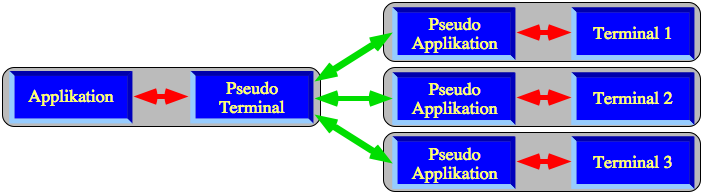 Applikation
Pseudo
Terminal
Pseudo
Applikation
Terminal 1
Pseudo
Applikation
Terminal 2
Pseudo
Applikation
Terminal 3